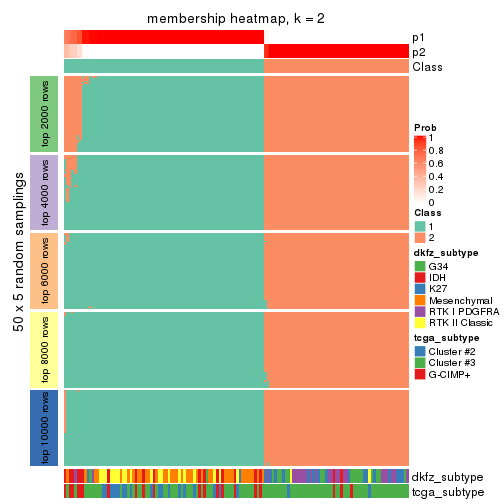 membership heatmap, k = 2
p1
p2
Class
50 x 5 random samplings
top 2000 rows
top 4000 rows
top 6000 rows
top 8000 rows
top 10000 rows
Prob
1
0.8
0.6
0.4
0.2
0
Class
1
2
dkfz_subtype
G34
IDH
K27
Mesenchymal
RTK I PDGFRA
RTK II Classic
tcga_subtype
Cluster #2
Cluster #3
G-CIMP+
dkfz_subtype
tcga_subtype